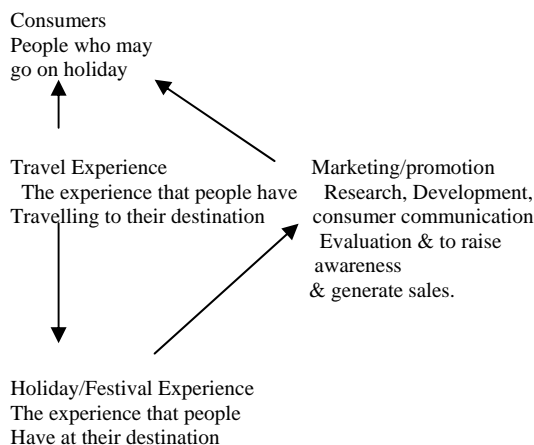 Consumers
People who may
go on holiday
Travel Experience
The experience that people have
Travelling to their destination
Marketing/promotion
Research, Development,
consumer communication
Evaluation & to raise
awareness
& generate sales.
Holiday/Festival Experience
The experience that people
Have at their destination